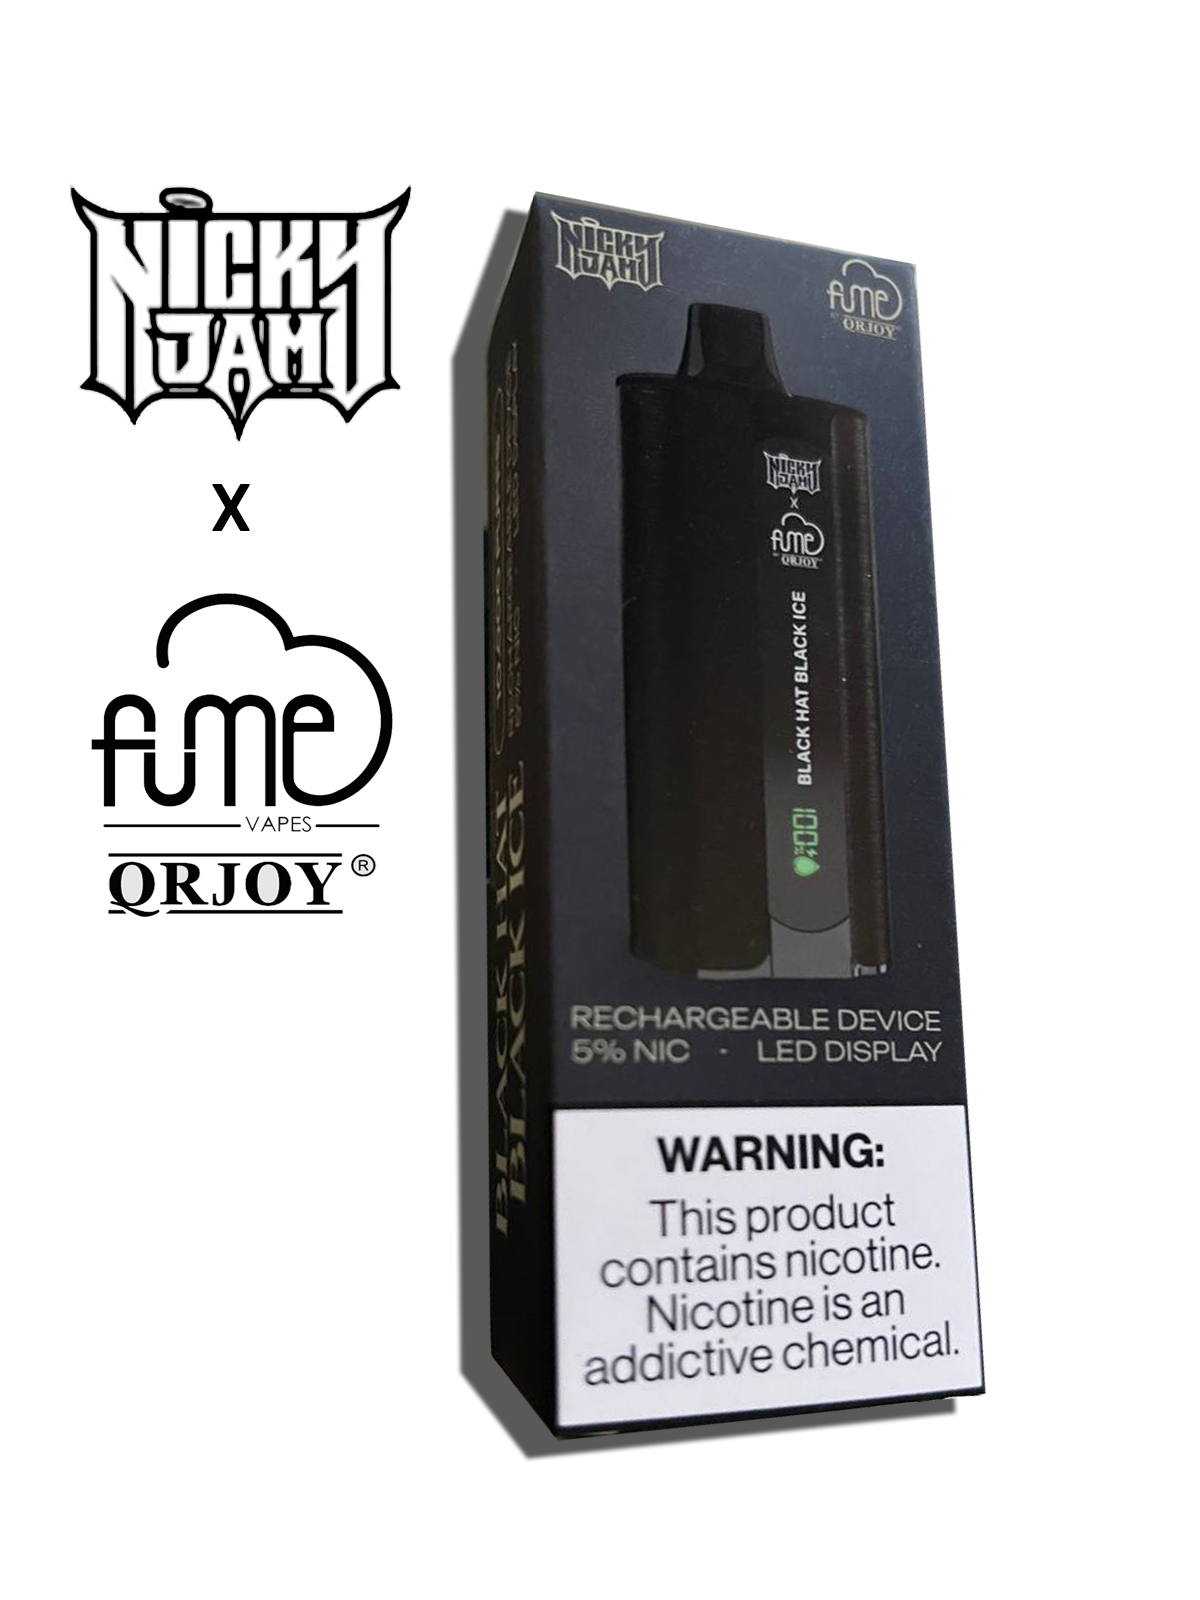 NICKY
JAM
X
fume
VAPES
QRJOY®
NICKY
JAM
fume
BY QRJOY
NICKY
JAM
X
fume
BY QRJOY
BLACK HAT BLACK ICE
100%
RECHARGEABLE DEVICE
5% NIC · LED DISPLAY
WARNING:
This product
contains nicotine.
Nicotine is an
addictive chemical.
BLACK HAT
BLACK ICE